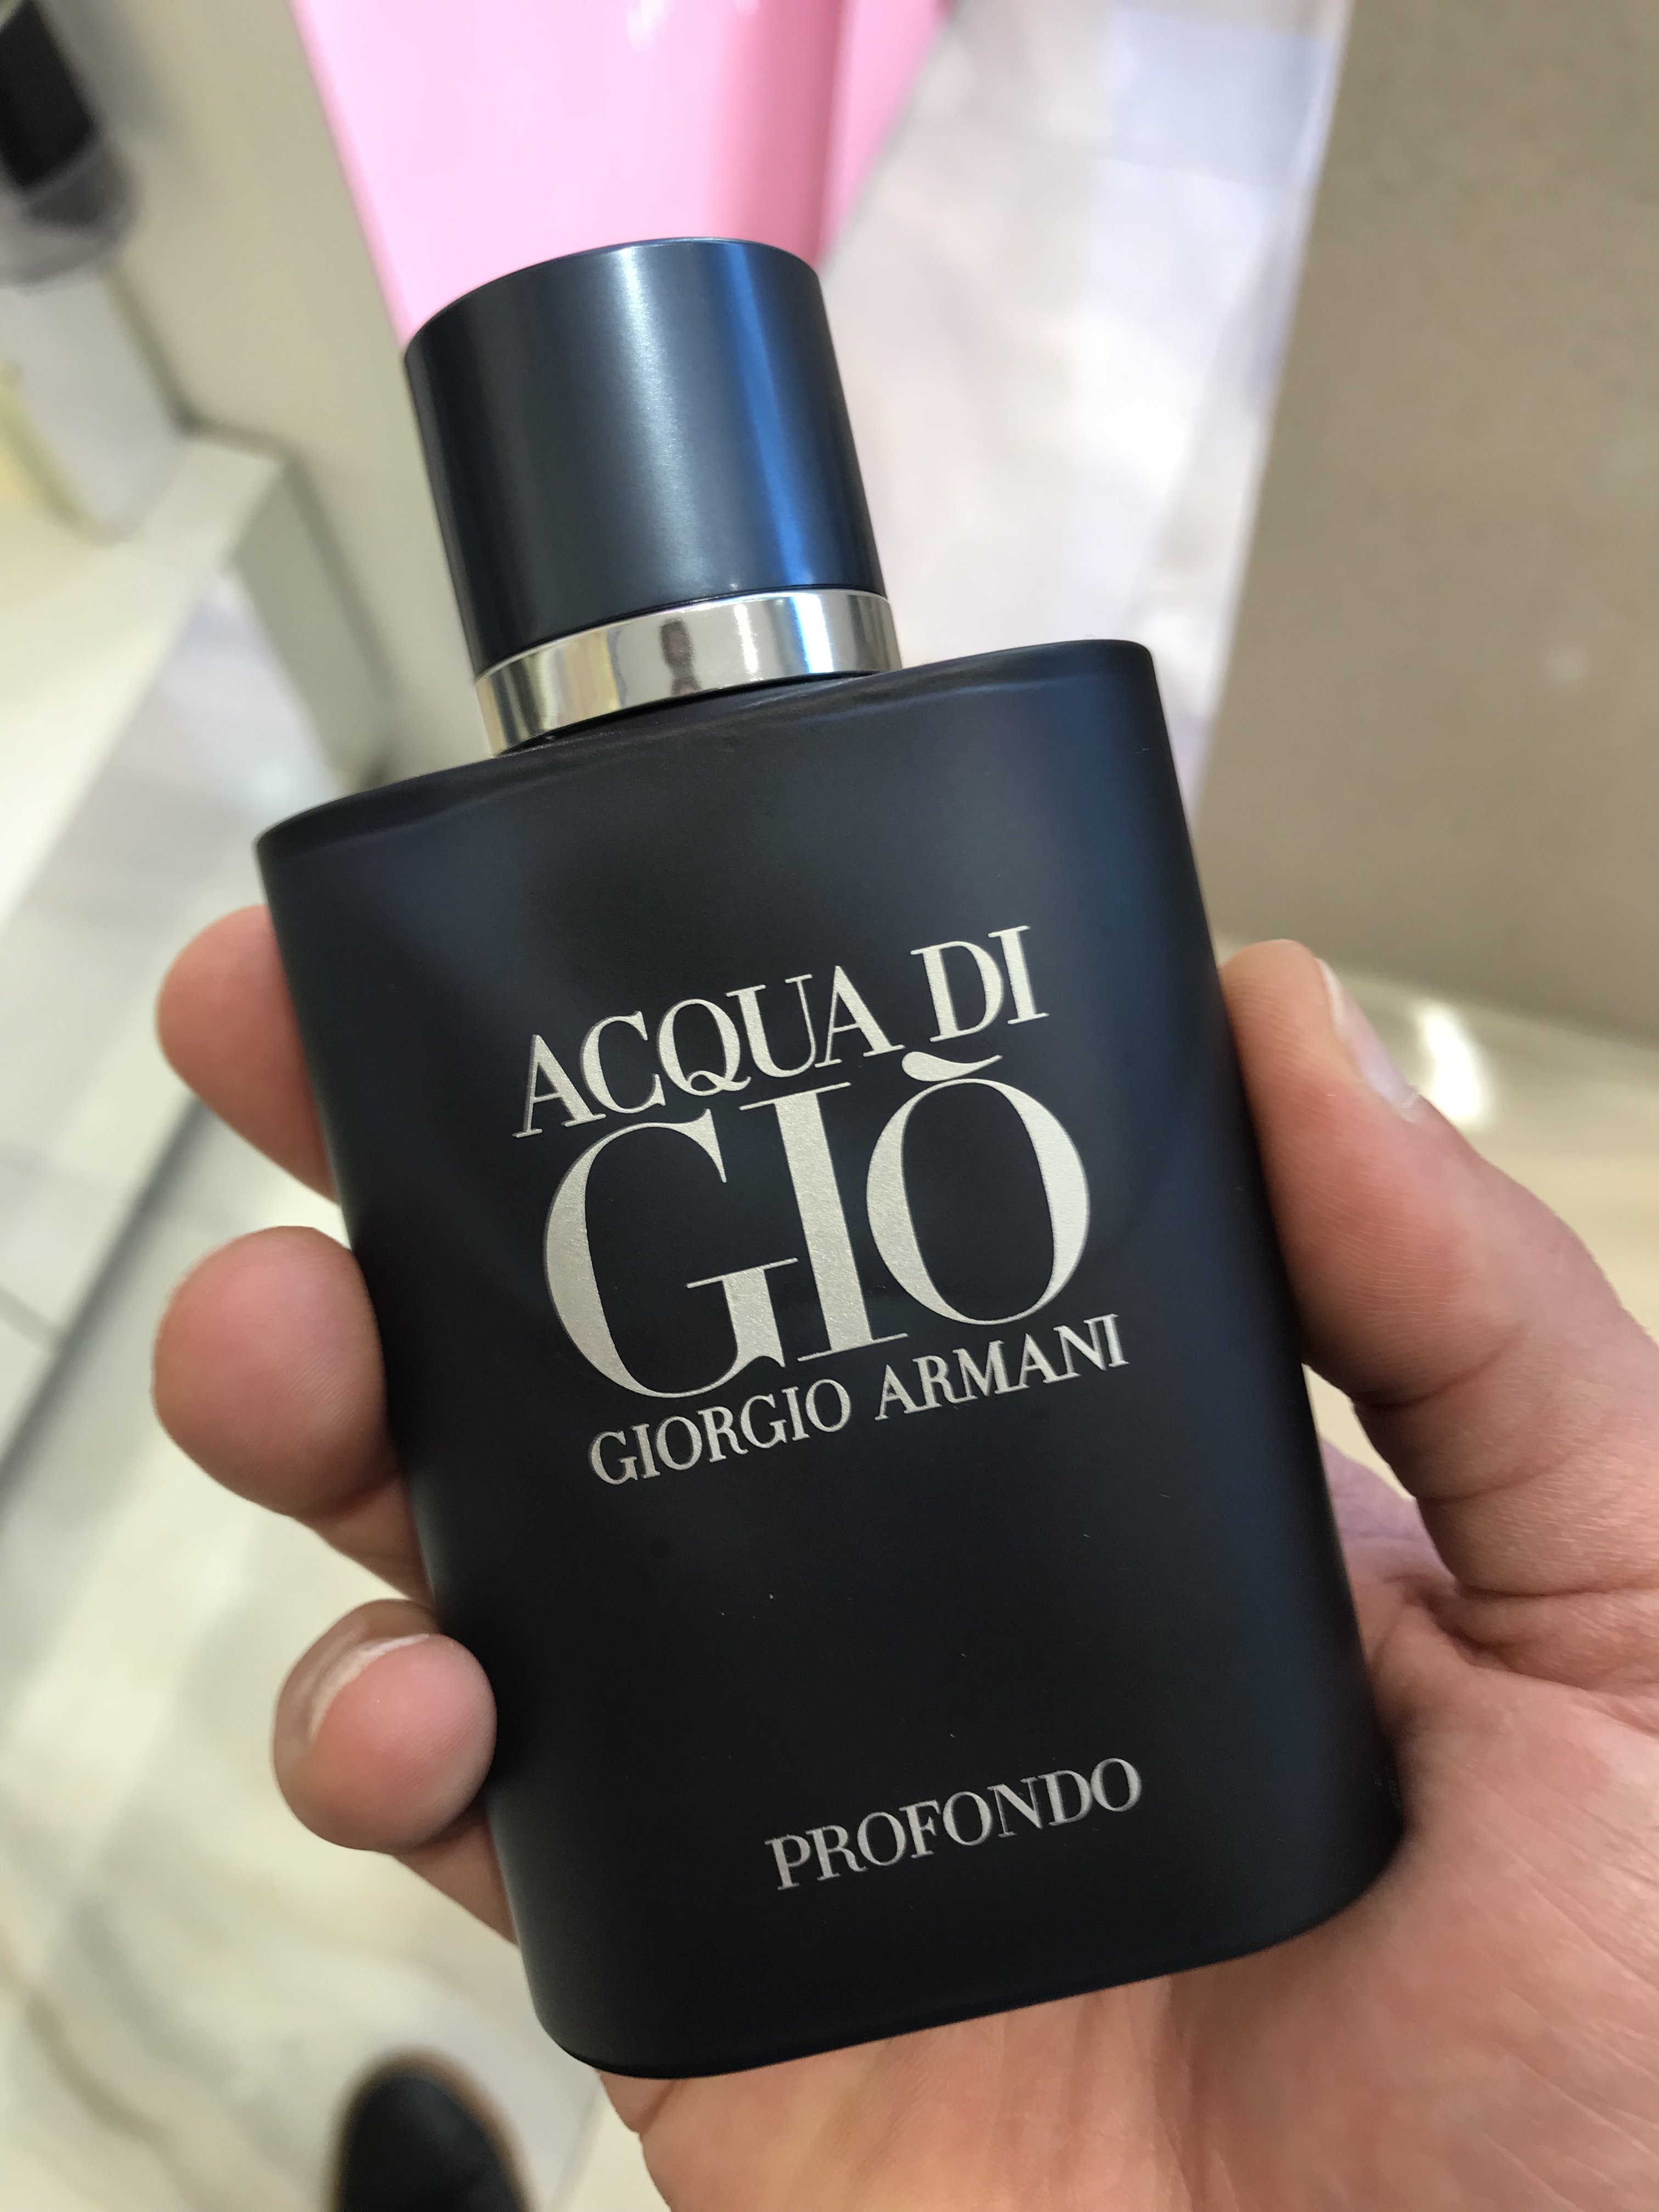 ACQUA DI
GIÒ
GIORGIO ARMANI
PROFONDO